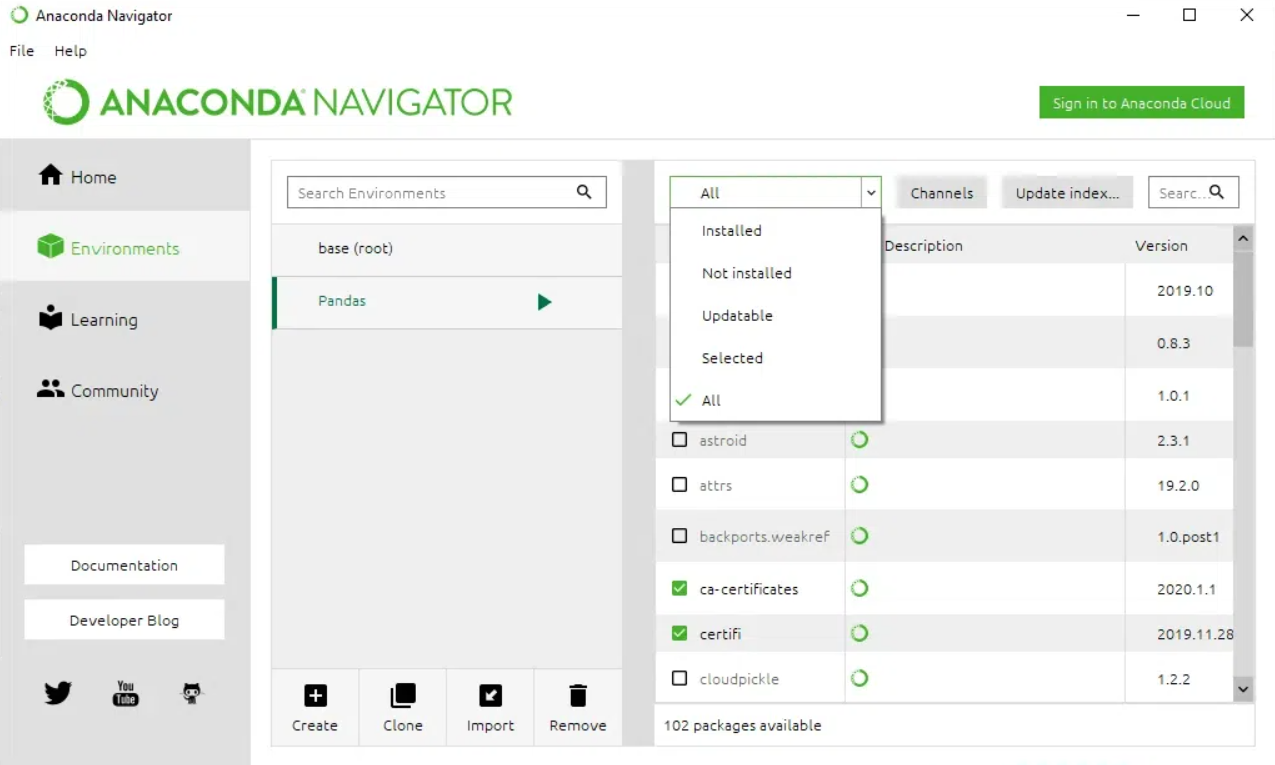 Anaconda Navigator
File Help
ANACONDA NAVIGATOR
Sign in to Anaconda Cloud
Home
Environments
Learning
Community
Documentation
Developer Blog
You
Tube
Search Environments
base (root)
Pandas
Create Clone Import Remove
All Channels Update index... Searc...
Installed
Not installed
Updatable
Selected
All
Description Version
2019.10
0.8.3
1.0.1
astroid 2.3.1
attrs 19.2.0
backports.weakref 1.0.post1
ca-certificates 2020.1.1
certifi 2019.11.28
cloudpickle 1.2.2
102 packages available